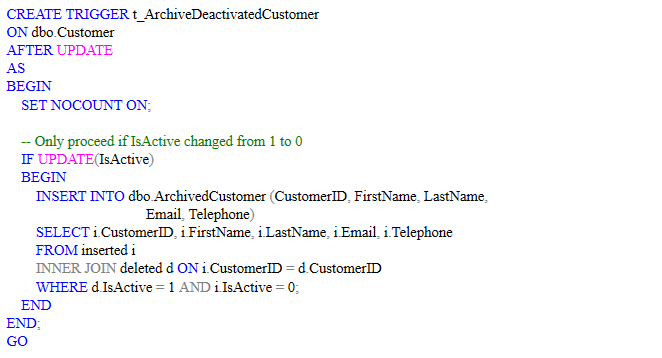 CREATE TRIGGER t_ArchiveDeactivatedCustomer
ON dbo.Customer
AFTER UPDATE
AS
BEGIN
SET NOCOUNT ON;
-- Only proceed if IsActive changed from 1 to 0
IF UPDATE(IsActive)
BEGIN
INSERT INTO dbo.ArchivedCustomer (CustomerID, FirstName, LastName,
Email, Telephone)
SELECT i.CustomerID, i.FirstName, i.LastName, i.Email, i.Telephone
FROM inserted i
INNER JOIN deleted d ON i.CustomerID = d.CustomerID
WHERE d.IsActive = 1 AND i.IsActive = 0;
END
END;
GO